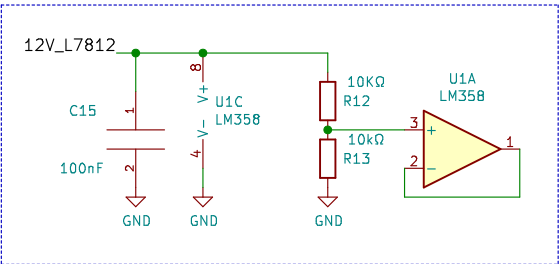 12V_L7812
C15
1
2
100nF
GND
8
V+
V-
4
U1C
LM358
GND
10KΩ
R12
10kΩ
R13
GND
U1A
LM358
3
+
2
-
1